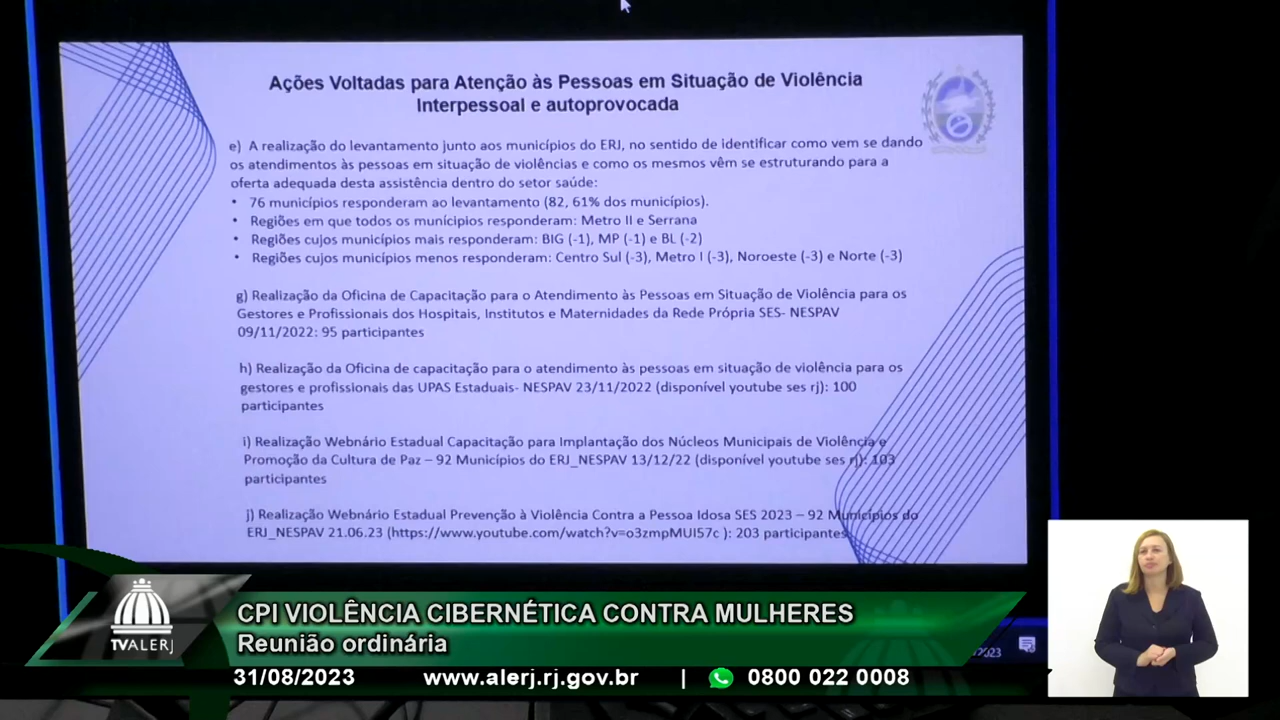 Ações Voltadas para Atenção às Pessoas em Situação de Violência
Interpessoal e autoprovocada
e) A realização do levantamento junto aos municípios do ERJ, no sentido de identificar como vem se dando
os atendimentos às pessoas em situação de violências e como os mesmos vêm se estruturando para a
oferta adequada desta assistência dentro do setor saúde:
• 76 municípios responderam ao levantamento (82, 61% dos municípios).
• Regiões em que todos os munícipios responderam: Metro II e Serrana
• Regiões cujos municípios mais responderam: BIG (-1), MP (-1) e BL (-2)
• Regiões cujos municípios menos responderam: Centro Sul (-3), Metro I (-3), Noroeste (-3) e Norte (-3)
g) Realização da Oficina de Capacitação para o Atendimento às Pessoas em Situação de Violência para os
Gestores e Profissionais dos Hospitais, Institutos e Maternidades da Rede Própria SES- NESPAV
09/11/2022: 95 participantes
h) Realização da Oficina de capacitação para o atendimento às pessoas em situação de violência para os
gestores e profissionais das UPAS Estaduais- NESPAV 23/11/2022 (disponível youtube ses rj): 100
participantes
i) Realização Webnário Estadual Capacitação para Implantação dos Núcleos Municipais de Violência e
Promoção da Cultura de Paz – 92 Municípios do ERJ_NESPAV 13/12/22 (disponível youtube ses rj): 103
participantes
j) Realização Webnário Estadual Prevenção à Violência Contra a Pessoa Idosa SES 2023 – 92 Municípios do
ERJ_NESPAV 21.06.23 (https://www.youtube.com/watch?v=o3zmpMUI57c ): 203 participantes
TVALERJ
CPI VIOLÊNCIA CIBERNÉTICA CONTRA MULHERES
Reunião ordinária
31/08/2023 www.alerj.rj.gov.br | 0800 022 0008